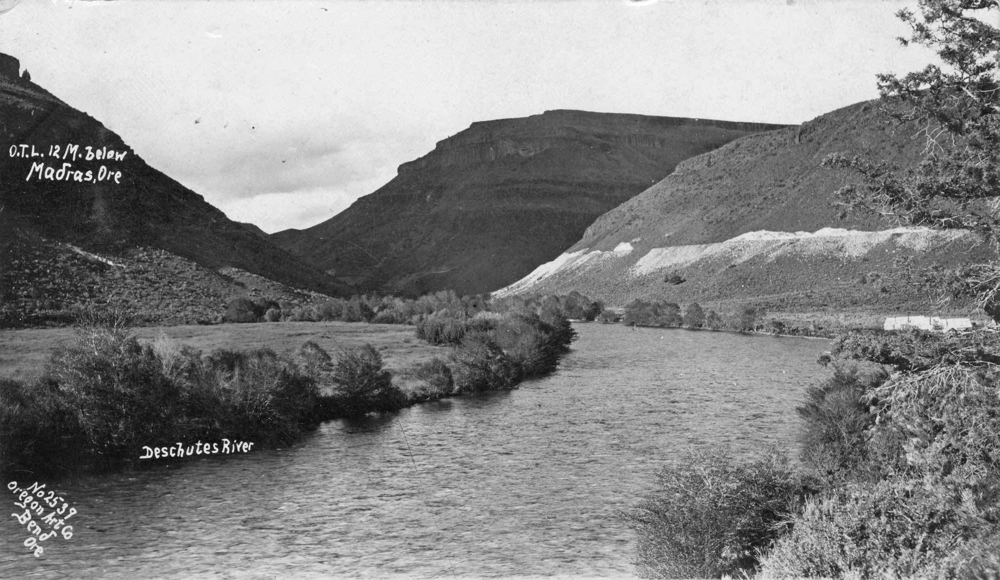 O.T.L. 12 M. Below
Madras, Ore
Deschutes River
No 2539
Oregon Art Co
Bend
Ore